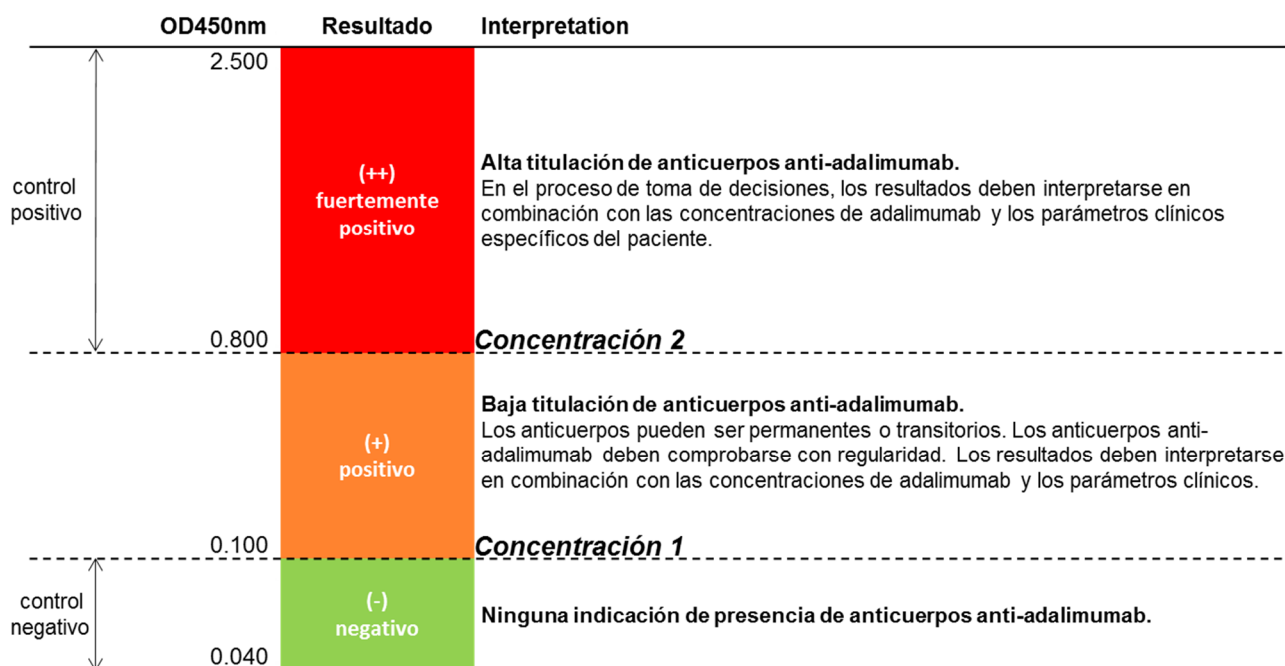 OD450nm Resultado Interpretation
2.500
control
positivo
(++)
fuertemente
positivo
Alta titulación de anticuerpos anti-adalimumab.
En el proceso de toma de decisiones, los resultados deben interpretarse en
combinación con las concentraciones de adalimumab y los parámetros clínicos
específicos del paciente.
0.800
Concentración 2
(+)
positivo
Baja titulación de anticuerpos anti-adalimumab.
Los anticuerpos pueden ser permanentes o transitorios. Los anticuerpos anti-
adalimumab deben comprobarse con regularidad. Los resultados deben interpretarse
en combinación con las concentraciones de adalimumab y los parámetros clínicos.
0.100
Concentración 1
control
negativo
(-)
negativo
Ninguna indicación de presencia de anticuerpos anti-adalimumab.
0.040